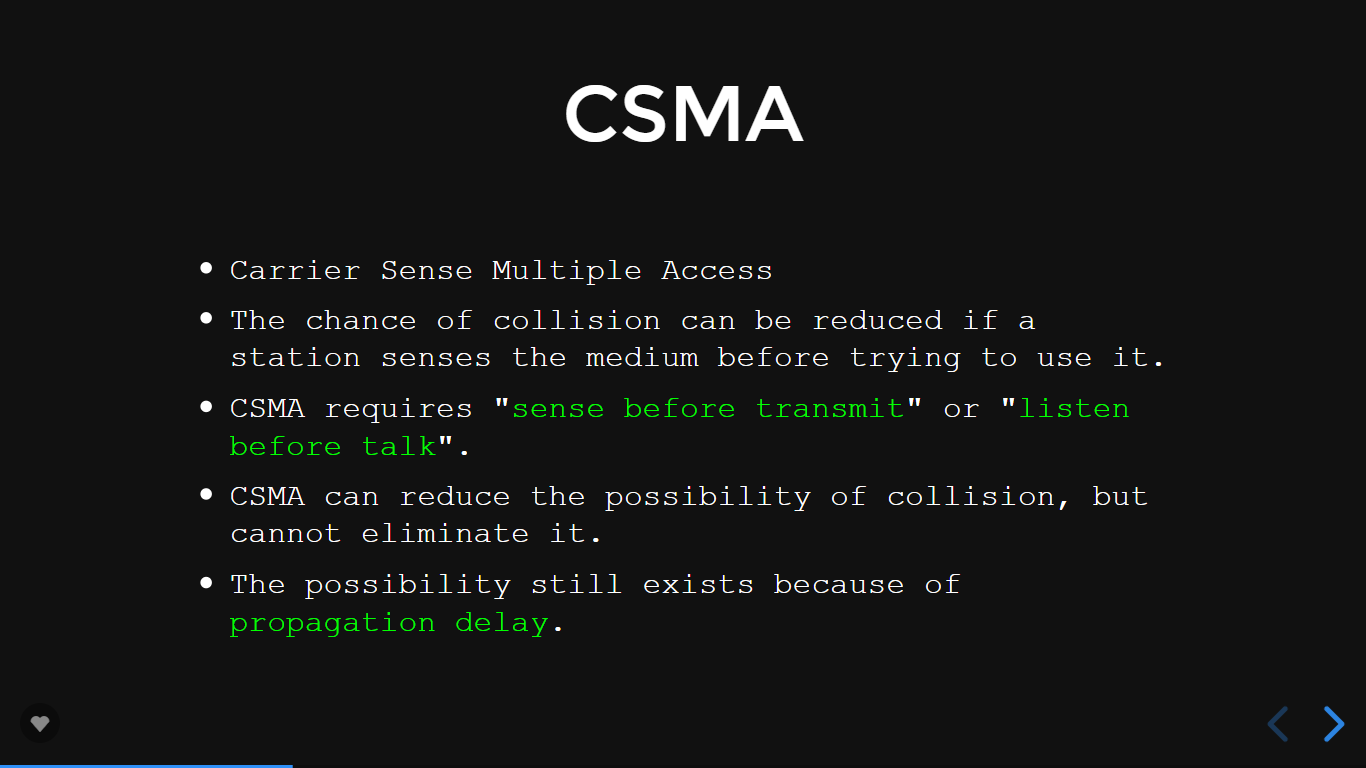 CSMA
Carrier Sense Multiple Access
The chance of collision can be reduced if a
station senses the medium before trying to use it.
CSMA requires "sense before transmit" or "listen
before talk".
CSMA can reduce the possibility of collision, but
cannot eliminate it.
The possibility still exists because of
propagation delay.